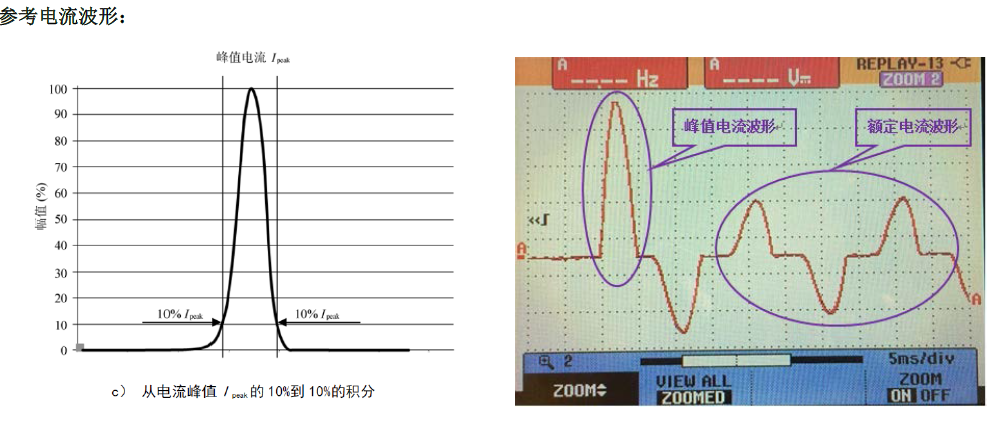 参考电流波形：
峰值电流 Ipeak
幅值 (%)
100
90
80
70
60
50
40
30
20
10
0
10% Ipeak
10% Ipeak
c） 从电流峰值 Ipeak 的 10%到 10%的积分
A
---- Hz
A
---- V
REPLAY-13
ZOOM 2
峰值电流波形
额定电流波形
A
A
2
5ms/div
ZOOM
VIEW ALL
ZOOMED
ZOOM
ON OFF